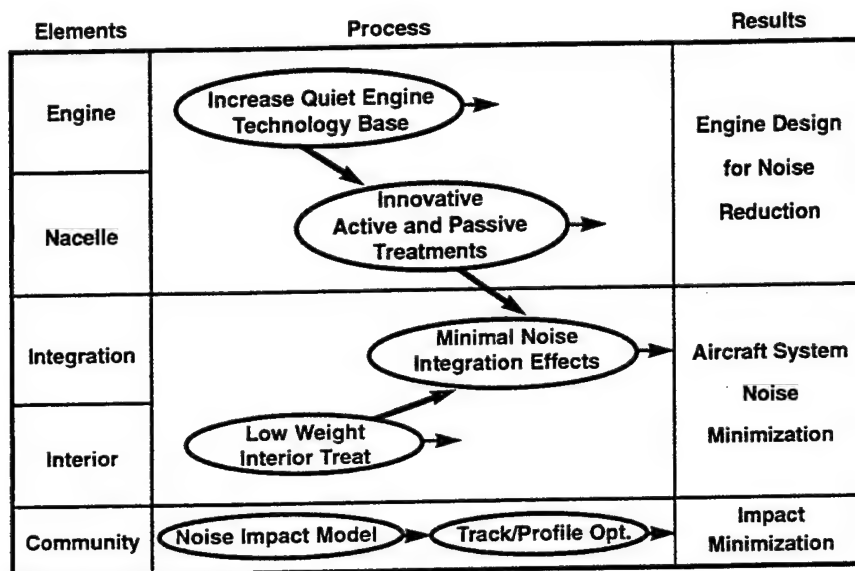 Elements
Process
Results
Engine
Increase Quiet Engine
Technology Base
Engine Design
for Noise
Reduction
Nacelle
Innovative
Active and Passive
Treatments
Integration
Minimal Noise
Integration Effects
Aircraft System
Noise
Minimization
Interior
Low Weight
Interior Treat
Community
Noise Impact Model
Track/Profile Opt.
Impact
Minimization